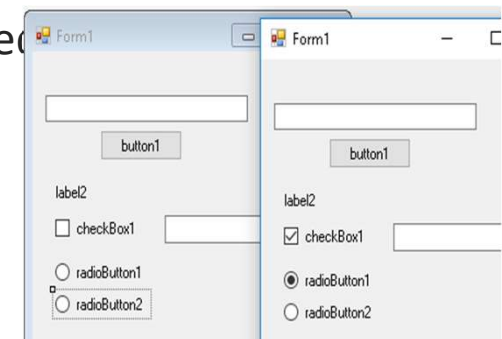 Form1
button1
label2
checkBox1
radioButton1
radioButton2
Form1
button1
label2
checkBox1
radioButton1
radioButton2